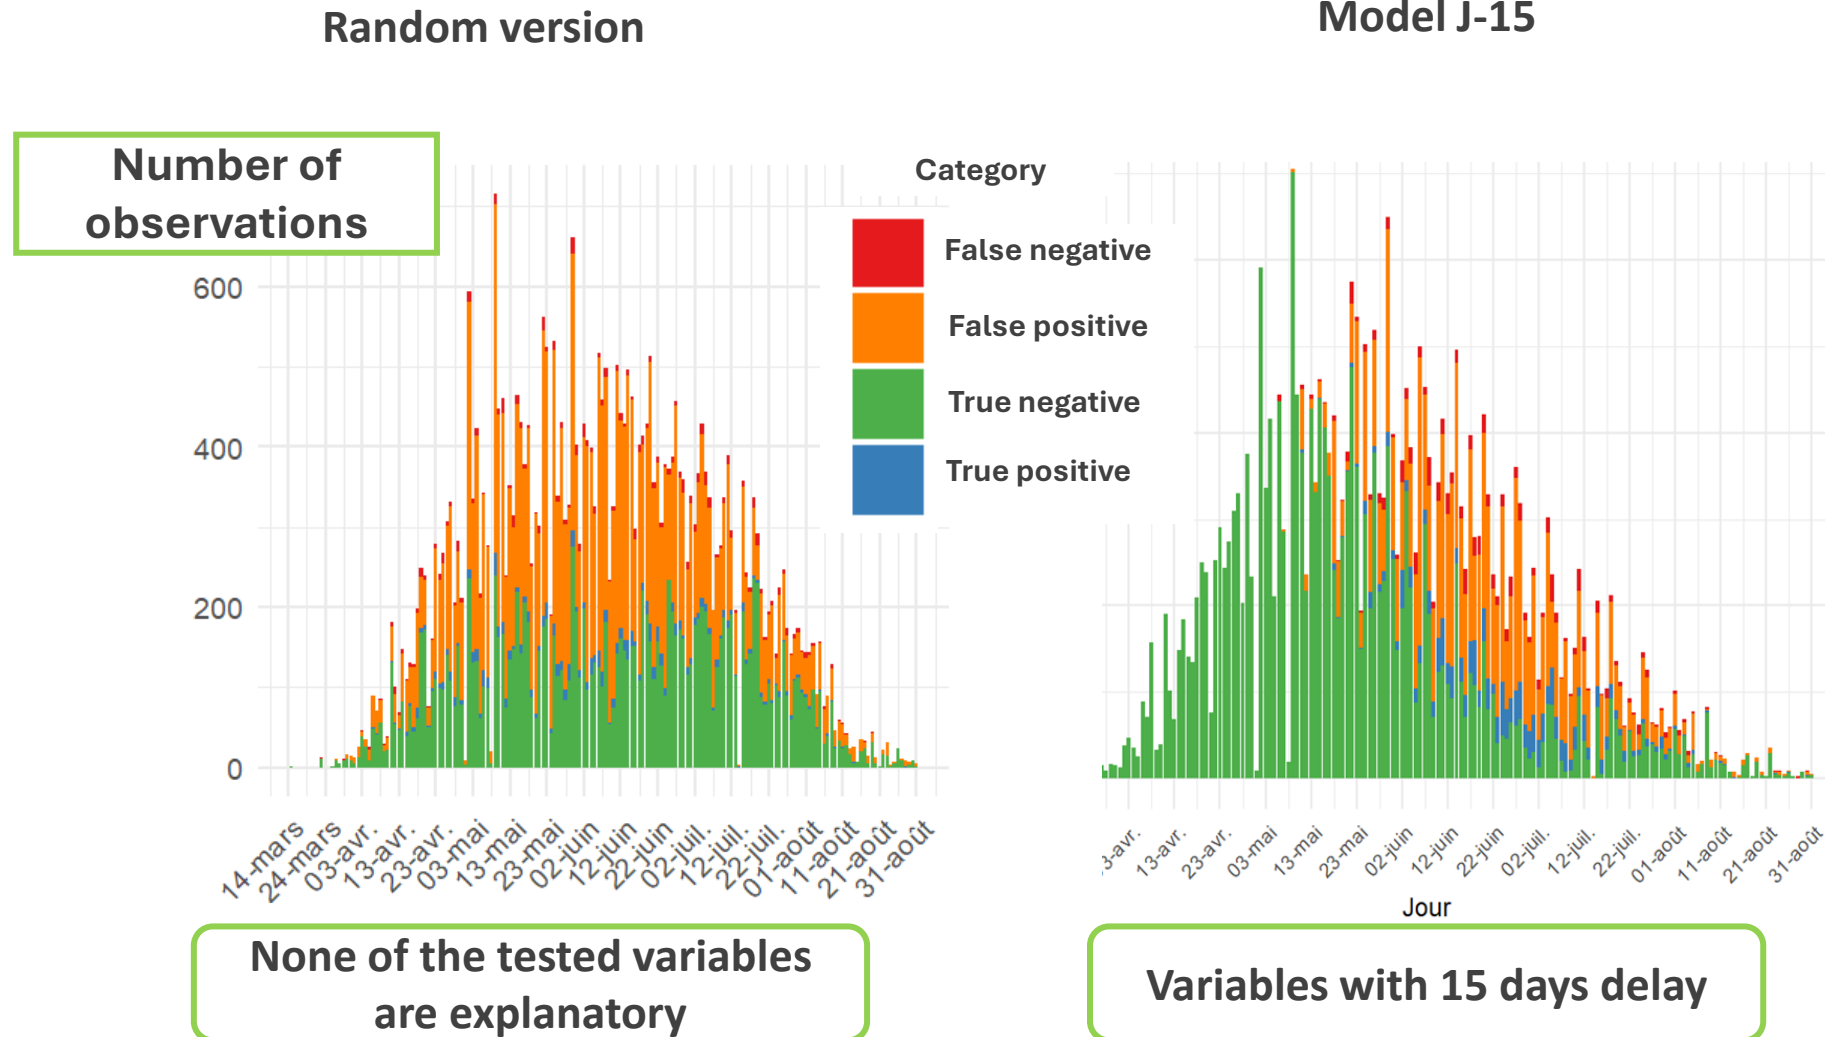 Random version
Model J-15
Number of
observations
Category
False negative
False positive
True negative
True positive
600
400
200
0
14-mars
24-mars
03-avr.
13-avr.
23-avr.
03-mai
13-mai
23-mai
02-juin
12-juin
22-juin
02-juil.
12-juil.
22-juil.
01-août
11-août
21-août
31-août
3-avr.
13-avr.
23-avr.
03-mai
13-mai
23-mai
02-juin
12-juin
22-juin
02-juil.
12-juil.
22-juil.
01-août
11-août
21-août
31-août
Jour
None of the tested variables
are explanatory
Variables with 15 days delay